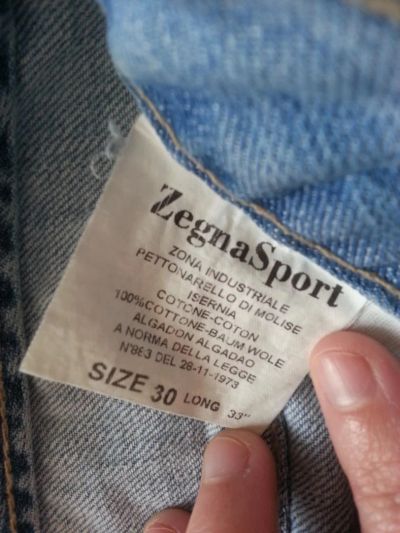 ZegnaSport
ZONA INDUSTRIALE
PETTONARELLO DI MOLISE
ISERNIA
COTONE-COTON
100%COTTONE-BAUM WOLE
ALGADON ALGADAO
A NORMA DELLA LEGGE
N°883 DEL 28-11-1973
SIZE 30 LONG 33"